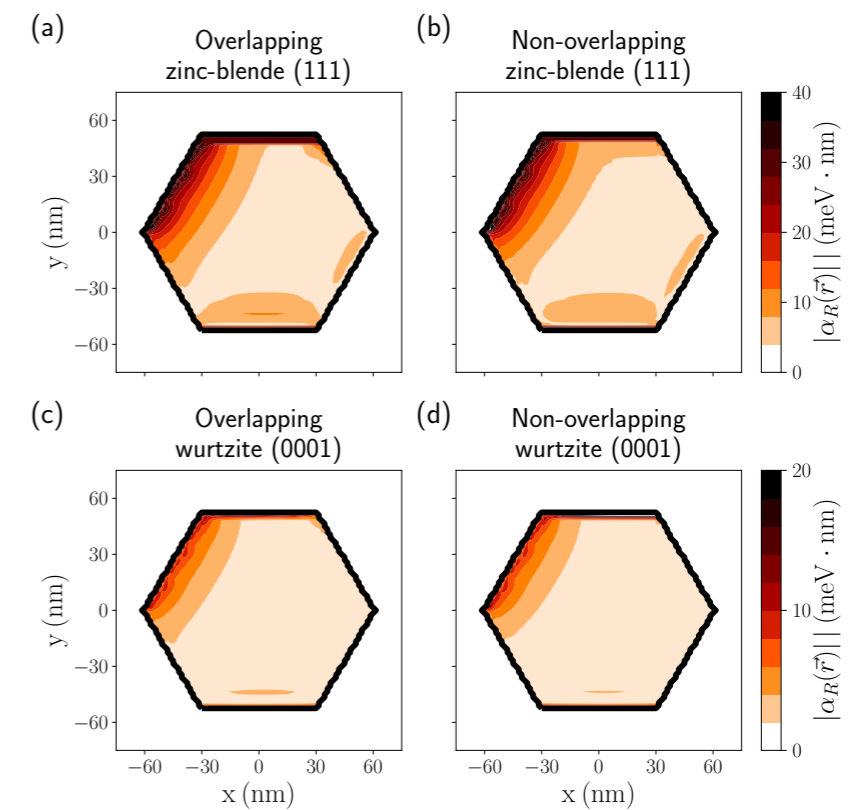 (a)
Overlapping
zinc-blende (111)
(b)
Non-overlapping
zinc-blende (111)
60
30
0
−30
−60
y (nm)
40
30
20
10
0
|α_R(r⃗)|| (meV · nm)
(c)
Overlapping
wurtzite (0001)
(d)
Non-overlapping
wurtzite (0001)
60
30
0
−30
−60
y (nm)
−60 −30 0 30 60
x (nm)
−60 −30 0 30 60
x (nm)
20
10
0
|α_R(r⃗)|| (meV · nm)